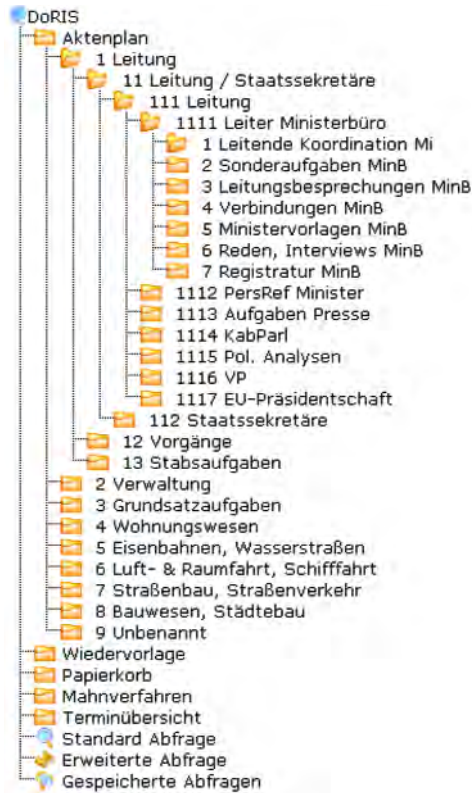 DoRIS
Aktenplan
1 Leitung
11 Leitung / Staatssekretäre
111 Leitung
1111 Leiter Ministerbüro
1 Leitende Koordination Mi
2 Sonderaufgaben MinB
3 Leitungsbesprechungen MinB
4 Verbindungen MinB
5 Ministervorlagen MinB
6 Reden, Interviews MinB
7 Registratur MinB
1112 PersRef Minister
1113 Aufgaben Presse
1114 KabParl
1115 Pol. Analysen
1116 VP
1117 EU-Präsidentschaft
112 Staatssekretäre
12 Vorgänge
13 Stabsaufgaben
2 Verwaltung
3 Grundsatzaufgaben
4 Wohnungswesen
5 Eisenbahnen, Wasserstraßen
6 Luft- & Raumfahrt, Schifffahrt
7 Straßenbau, Straßenverkehr
8 Bauwesen, Städtebau
9 Unbenannt
Wiedervorlage
Papierkorb
Mahnverfahren
Terminübersicht
Standard Abfrage
Erweiterte Abfrage
Gespeicherte Abfragen